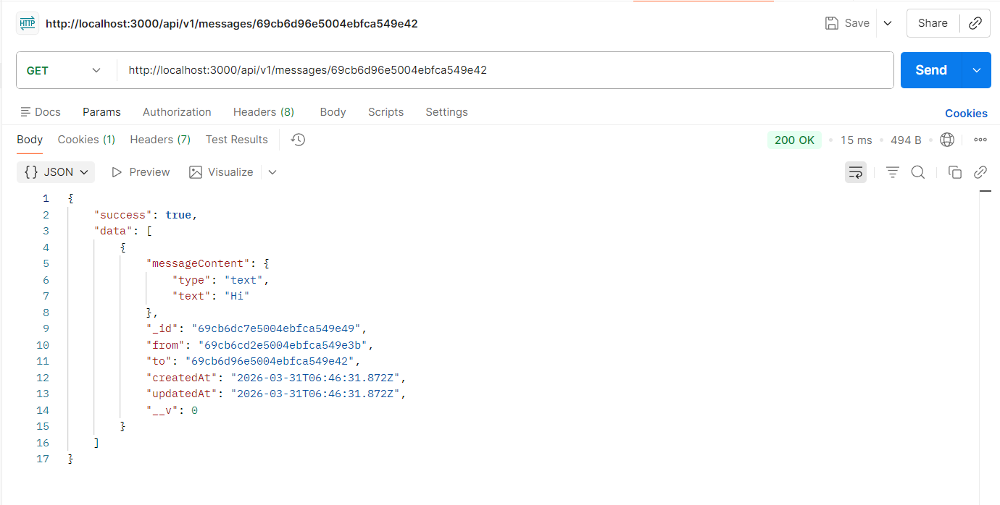 HTTP http://localhost:3000/api/v1/messages/69cb6d96e5004ebfca549e42 Save Share
GET http://localhost:3000/api/v1/messages/69cb6d96e5004ebfca549e42 Send
Docs Params Authorization Headers (8) Body Scripts Settings Cookies
Body Cookies (1) Headers (7) Test Results 200 OK • 15 ms • 494 B •
{} JSON Preview Visualize
1 {
2 "success": true,
3 "data": [
4 {
5 "messageContent": {
6 "type": "text",
7 "text": "Hi"
8 },
9 "_id": "69cb6dc7e5004ebfca549e49",
10 "from": "69cb6cd2e5004ebfca549e3b",
11 "to": "69cb6d96e5004ebfca549e42",
12 "createdAt": "2026-03-31T06:46:31.872Z",
13 "updatedAt": "2026-03-31T06:46:31.872Z",
14 "__v": 0
15 }
16 ]
17 }